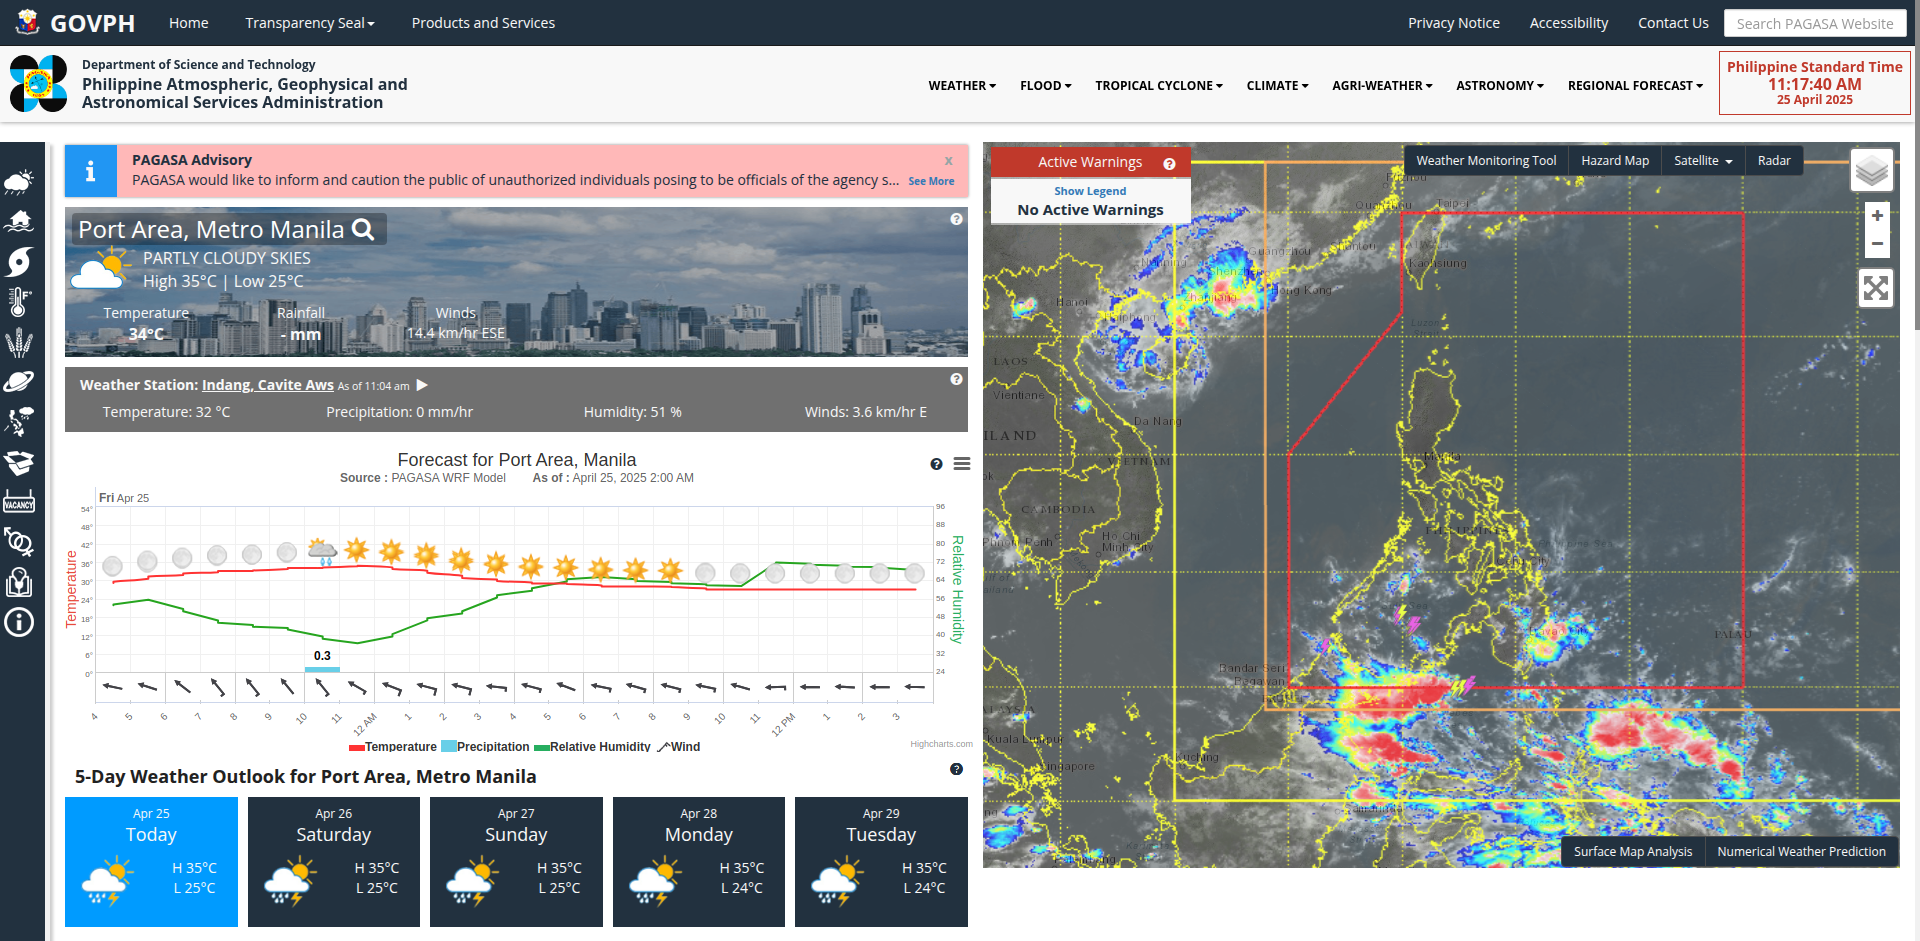 GOVPH
Home
Transparency Seal
Products and Services
Privacy Notice
Accessibility
Contact Us
Search PAGASA Website
Department of Science and Technology
Philippine Atmospheric, Geophysical and
Astronomical Services Administration
WEATHER
FLOOD
TROPICAL CYCLONE
CLIMATE
AGRI-WEATHER
ASTRONOMY
REGIONAL FORECAST
Philippine Standard Time
11:17:40 AM
25 April 2025
PAGASA Advisory
x
PAGASA would like to inform and caution the public of unauthorized individuals posing to be officials of the agency s... See More
Port Area, Metro Manila
PARTLY CLOUDY SKIES
High 35°C | Low 25°C
Temperature
34°C
Rainfall
- mm
Winds
14.4 km/hr ESE
Weather Station: Indang, Cavite Aws As of 11:04 am
Temperature: 32 °C
Precipitation: 0 mm/hr
Humidity: 51 %
Winds: 3.6 km/hr E
Forecast for Port Area, Manila
Source : PAGASA WRF Model As of : April 25, 2025 2:00 AM
Fri Apr 25
Temperature
54°
48°
42°
36°
30°
24°
18°
12°
6°
0°
96
88
80
72
64
56
48
40
32
24
Relative Humidity
0.3
4
5
6
7
8
9
10
11
12 AM
1
2
3
4
5
6
7
8
9
10
11
12 PM
1
2
3
Temperature
Precipitation
Relative Humidity
Wind
Highcharts.com
5-Day Weather Outlook for Port Area, Metro Manila
Apr 25
Today
H 35°C
L 25°C
Apr 26
Saturday
H 35°C
L 25°C
Apr 27
Sunday
H 35°C
L 25°C
Apr 28
Monday
H 35°C
L 24°C
Apr 29
Tuesday
H 35°C
L 24°C
VACANCY
Active Warnings
Show Legend
No Active Warnings
Weather Monitoring Tool
Hazard Map
Satellite
Radar
+
−
Taipei
Guangzhou
Shantou
Shenzhen
Hong Kong
Kaohsiung
Nanning
Zhanjiang
Hanoi
Haiphong
Luzon
LAOS
Vientiane
Da Nang
ILAND
VIETNAM
Manila
CAMBODIA
Ho Chi
Minh City
PALAU
Bandar Seri
Begawan
Kuala Lumpur
Kuching
Surface Map Analysis
Numerical Weather Prediction